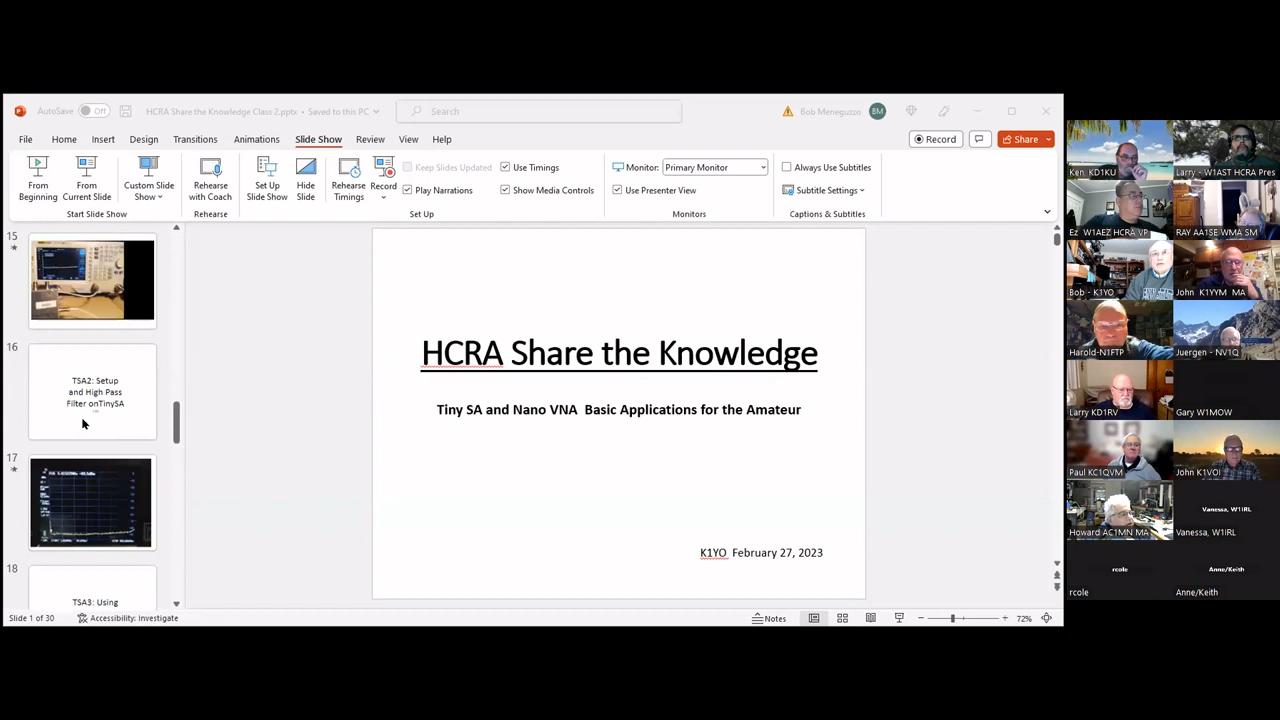 AutoSave Off HCRA Share the Knowledge Class 2.pptx • Saved to this PC Search Bob Meneguzzo BM
File Home Insert Design Transitions Animations Slide Show Review View Help Record Share
From Beginning
From Current Slide
Custom Slide Show
Start Slide Show
Rehearse with Coach
Rehearse
Set Up Slide Show
Hide Slide
Rehearse Timings
Record
Keep Slides Updated
Play Narrations
Use Timings
Show Media Controls
Set Up
Monitor: Primary Monitor
Use Presenter View
Monitors
Always Use Subtitles
Subtitle Settings
Captions & Subtitles
15
16
TSA2: Setup
and High Pass
Filter onTinySA
17
18
TSA3: Using
HCRA Share the Knowledge
Tiny SA and Nano VNA Basic Applications for the Amateur
K1YO February 27, 2023
Slide 1 of 30 Accessibility: Investigate Notes 72%
Ken KD1KU
Larry - W1AST HCRA Pres
Ez W1AEZ HCRA VP
RAY AA1SE WMA SM
Bob - K1YO
John K1YYM MA
Harold-N1FTP
Juergen - NV1Q
Larry KD1RV
Gary W1MOW
Paul KC1QVM
John K1VOI
Howard AC1MN MA
Vanessa, W1IRL
Vanessa, W1IRL
rcole
rcole
Anne/Keith
Anne/Keith